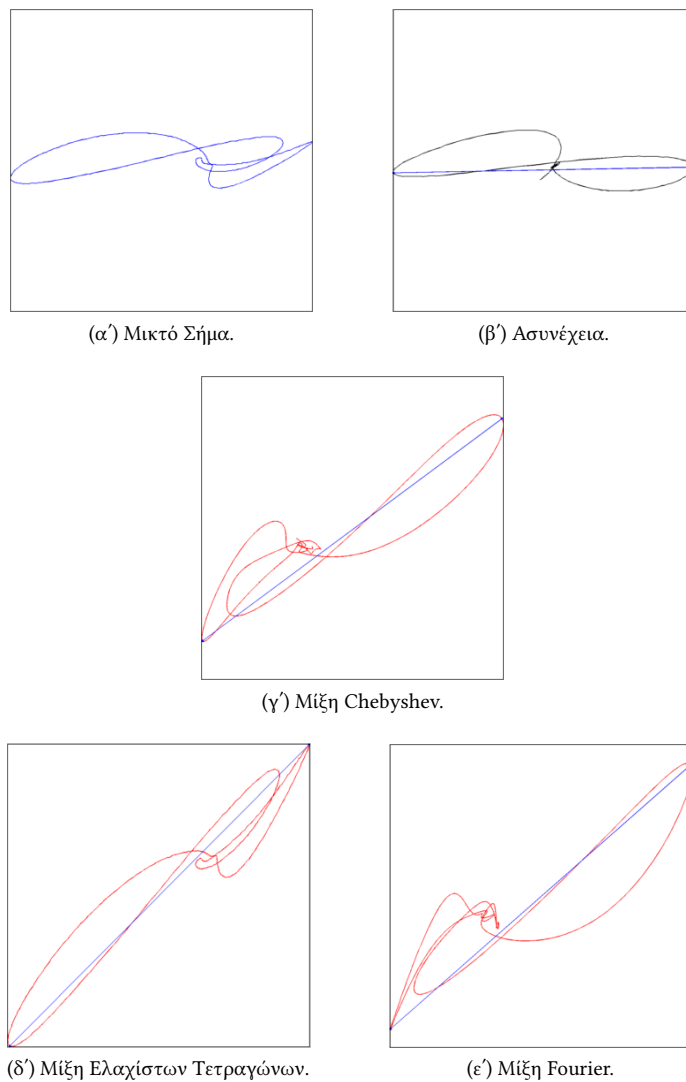 (α′) Μικτό Σήμα.
(β′) Ασυνέχεια.
(γ′) Μίξη Chebyshev.
(δ′) Μίξη Ελαχίστων Τετραγώνων.
(ε′) Μίξη Fourier.